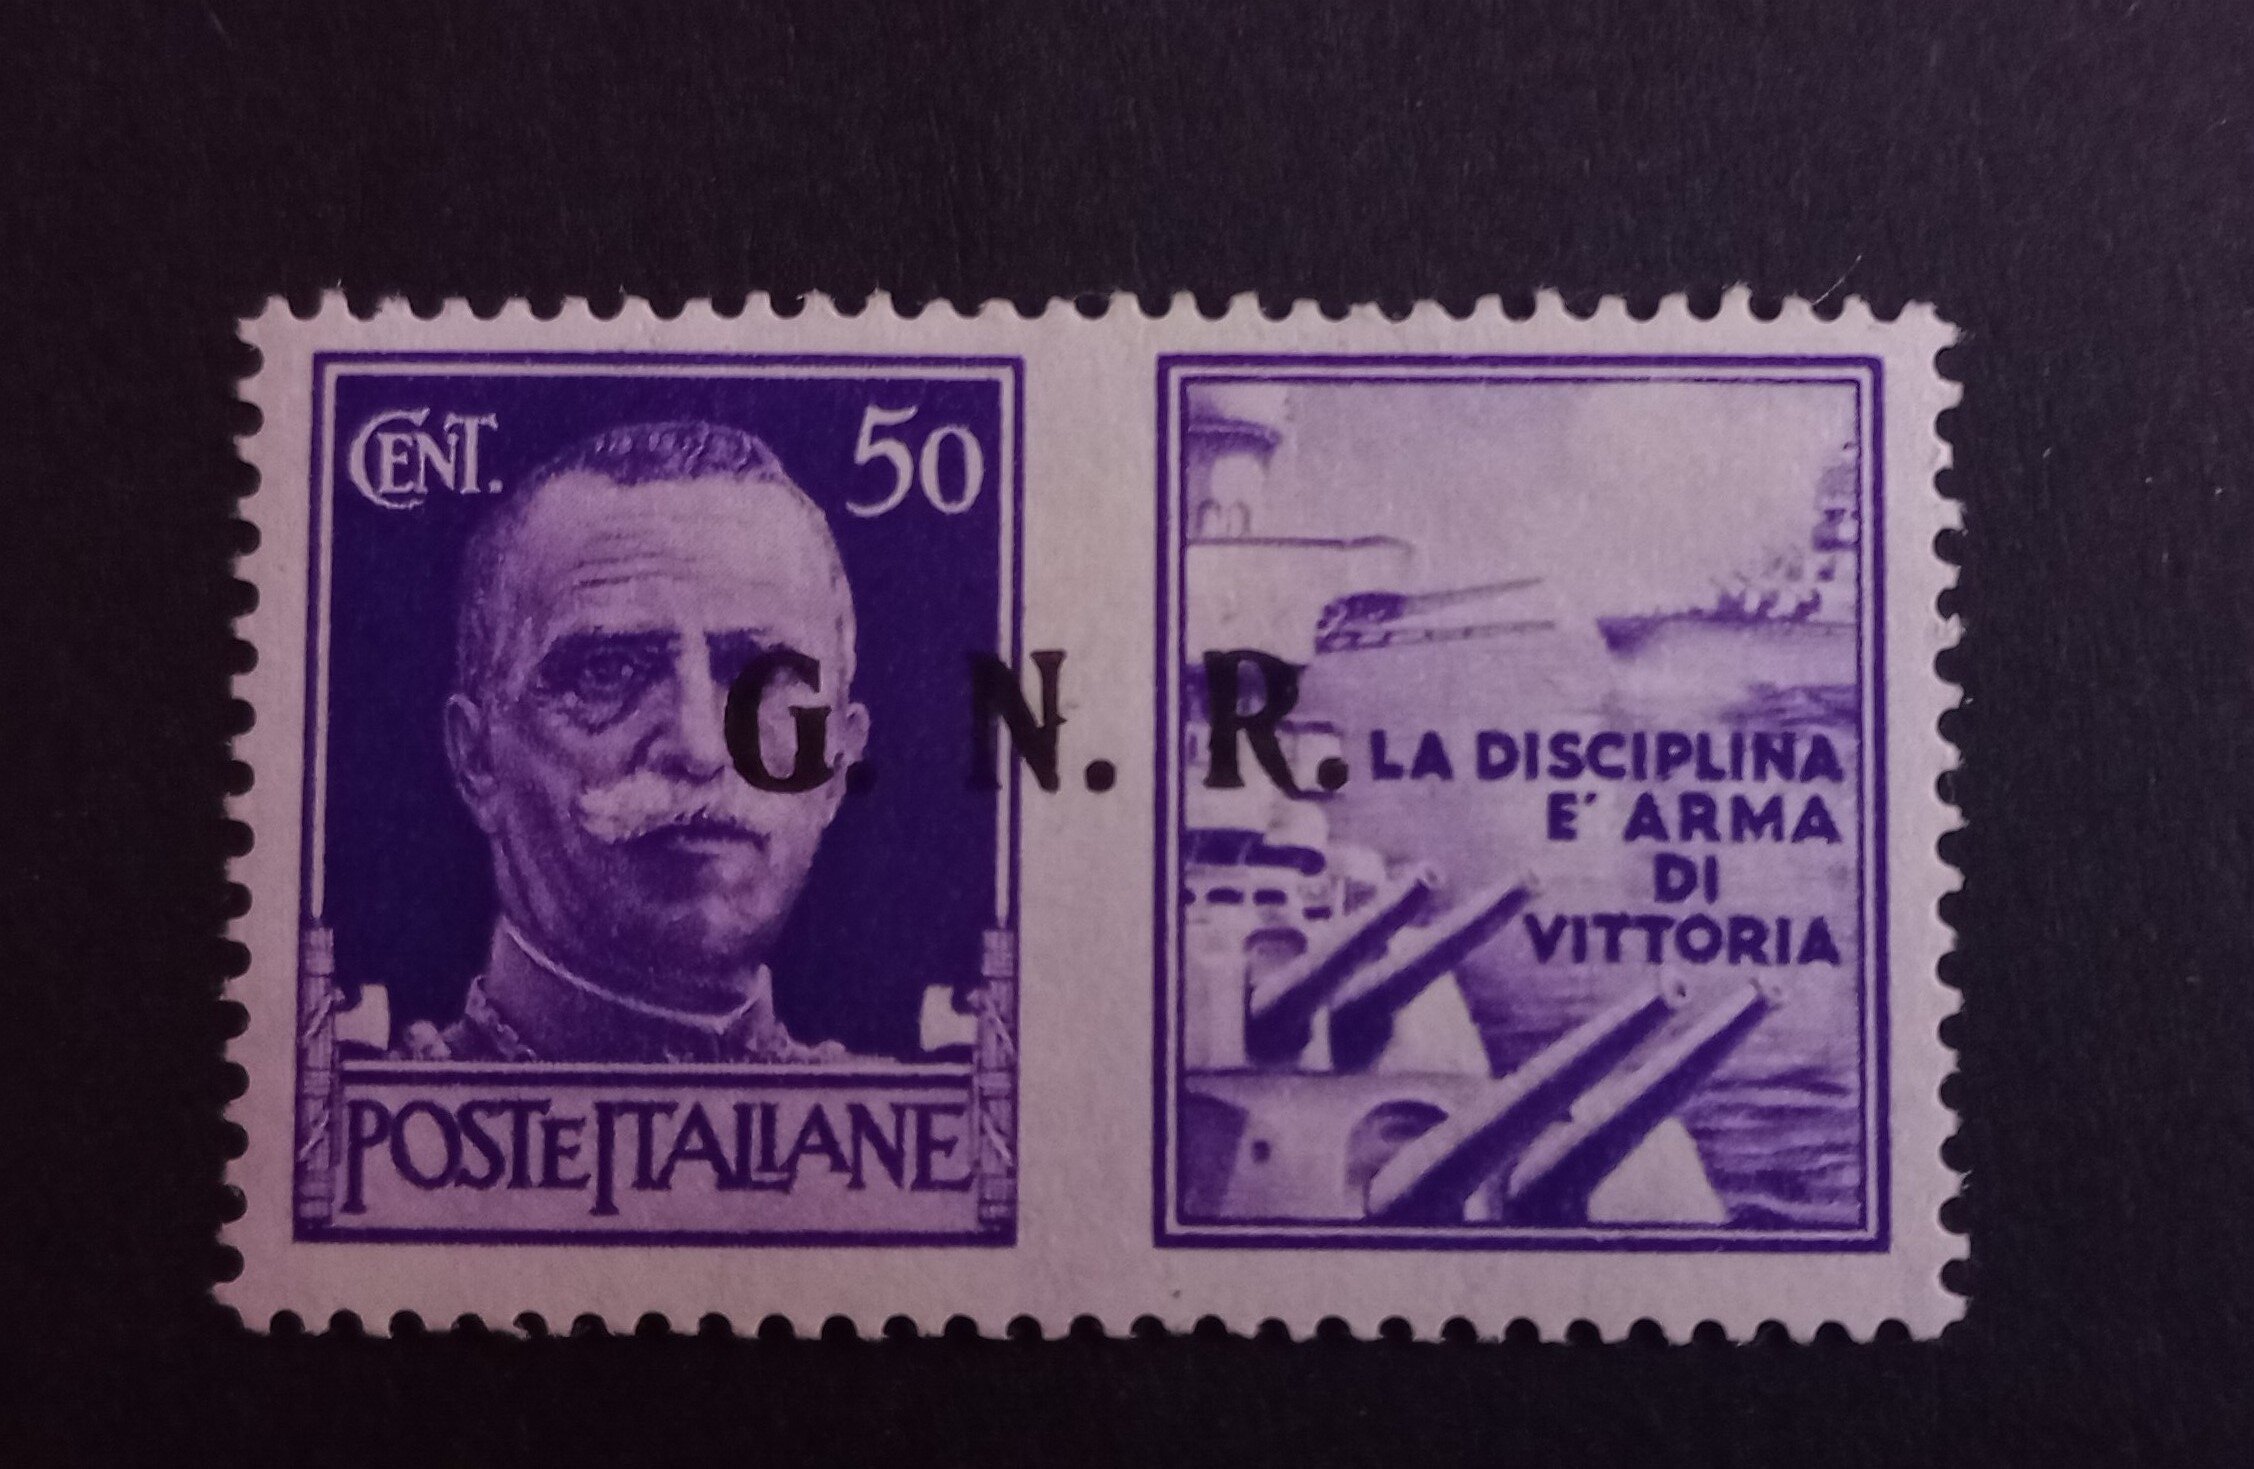 CENT. 50
G. N. R.
LA DISCIPLINA
E' ARMA
DI
VITTORIA
POSTE ITALIANE